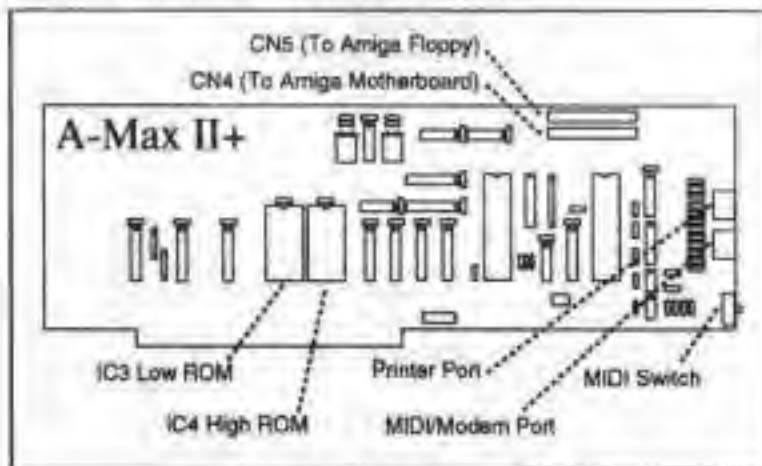 CN5 (To Amiga Floppy)
CN4 (To Amiga Motherboard)
A-Max II+
IC3 Low ROM
Printer Port
MIDI Switch
IC4 High ROM
MIDI/Modem Port